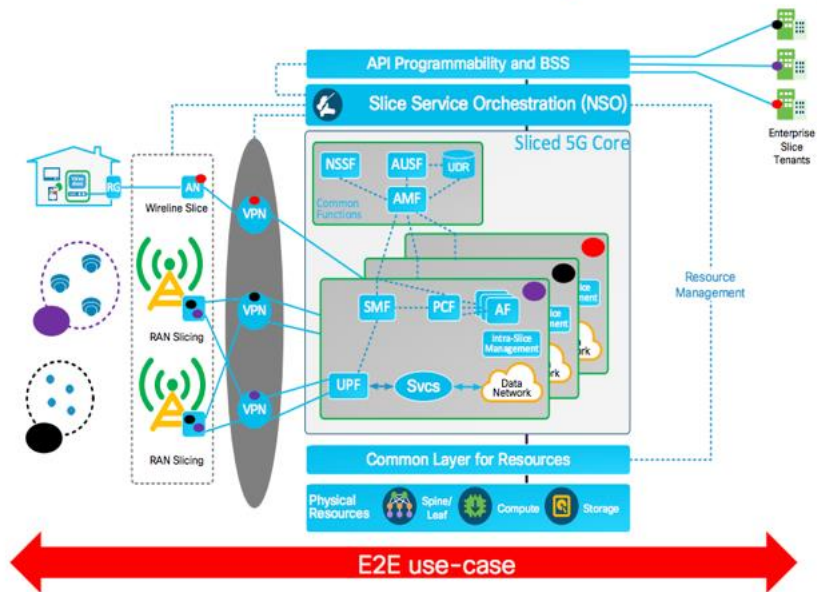 API Programmability and BSS
Slice Service Orchestration (NSO)
Enterprise
Slice
Tenants
Sliced 5G Core
NSSF
AUSF
UDR
AMF
Common
Functions
RG
AN
Wireline Slice
VPN
RAN Slicing
VPN
RAN Slicing
VPN
SMF
PCF
AF
Intra-Slice
Management
UPF
Svcs
Data
Network
Resource
Management
Common Layer for Resources
Physical
Resources
Spine/
Leaf
Compute
Storage
E2E use-case